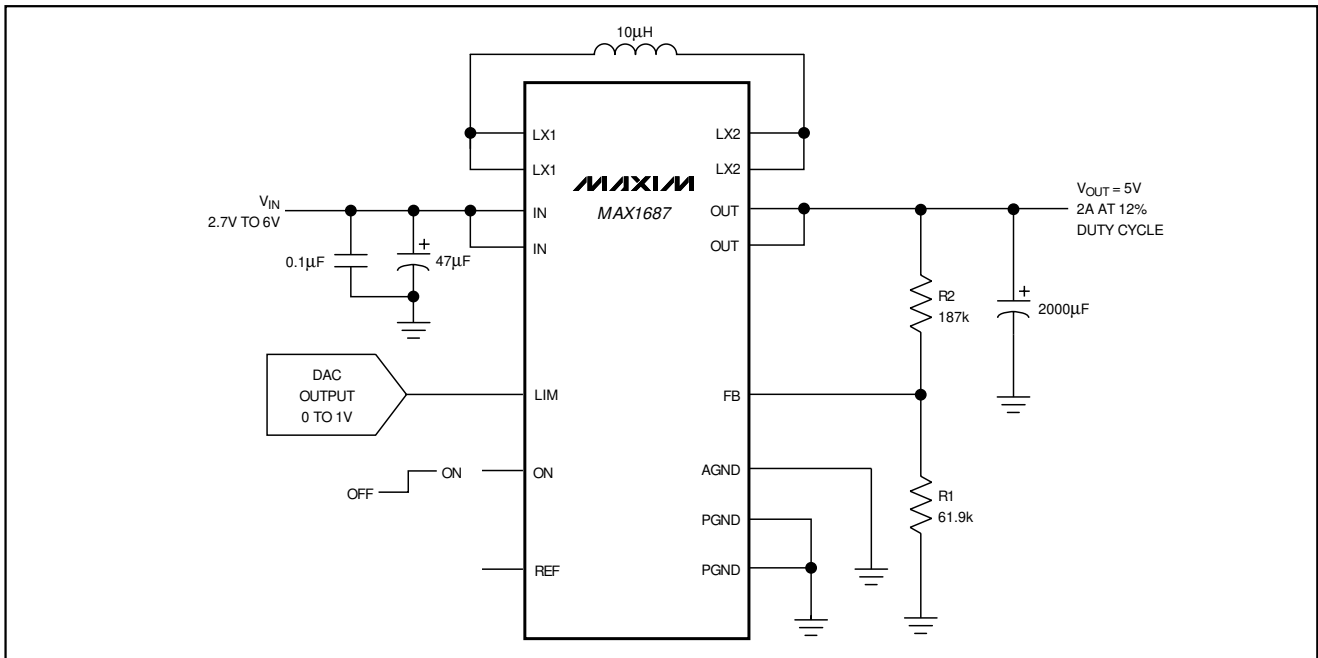 10μH
LX1
LX2
LX1
LX2
MAXIM
MAX1687
VIN
2.7V TO 6V
IN
OUT
VOUT = 5V
2A AT 12%
DUTY CYCLE
IN
OUT
0.1μF
+
47μF
R2
187k
+
2000μF
DAC
OUTPUT
0 TO 1V
LIM
FB
OFF
ON
ON
AGND
R1
61.9k
PGND
REF
PGND